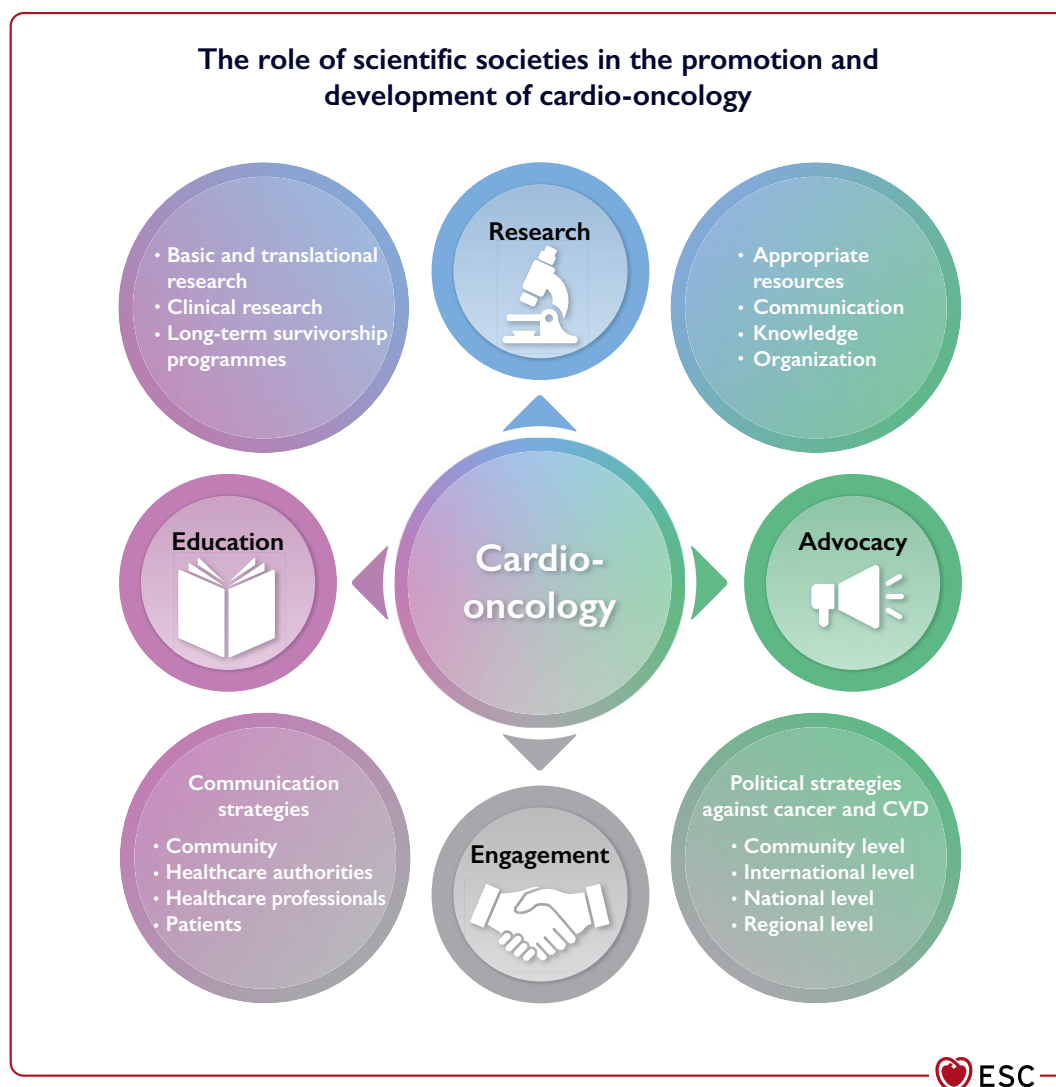 The role of scientific societies in the promotion and
development of cardio-oncology
Research
• Basic and translational
research
• Clinical research
• Long-term survivorship
programmes
• Appropriate
resources
• Communication
• Knowledge
• Organization
Education
Cardio-
oncology
Advocacy
Communication
strategies
• Community
• Healthcare authorities
• Healthcare professionals
• Patients
Engagement
Political strategies
against cancer and CVD
• Community level
• International level
• National level
• Regional level
ESC